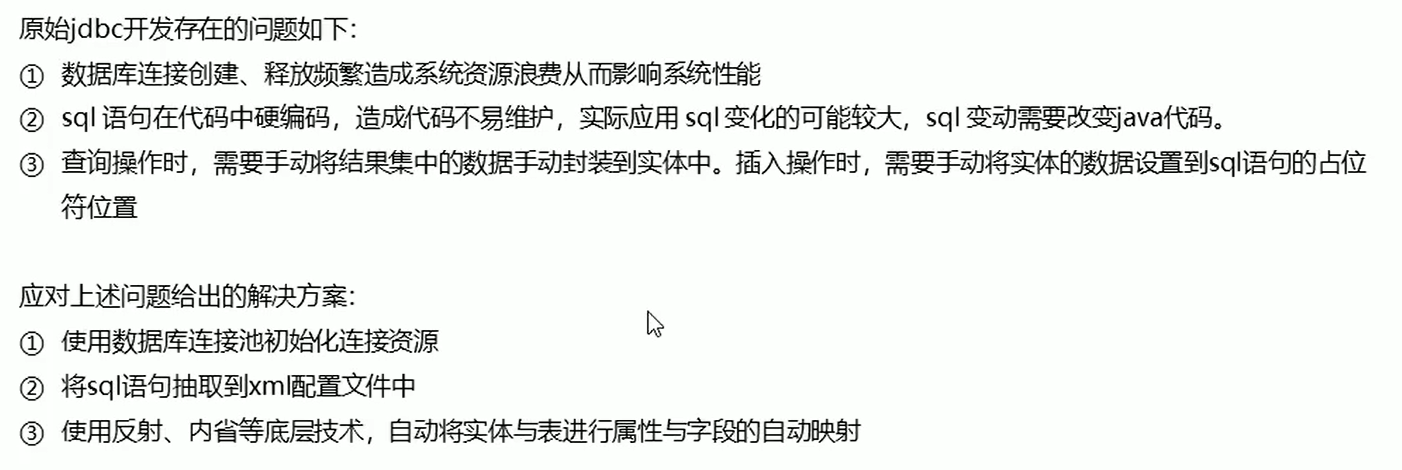 原始jdbc开发存在的问题如下：
① 数据库连接创建、释放频繁造成系统资源浪费从而影响系统性能
② sql 语句在代码中硬编码，造成代码不易维护，实际应用 sql 变化的可能较大，sql 变动需要改变java代码。
③ 查询操作时，需要手动将结果集中的数据手动封装到实体中。插入操作时，需要手动将实体的数据设置到sql语句的占位
符位置
应对上述问题给出的解决方案：
① 使用数据库连接池初始化连接资源
② 将sql语句抽取到xml配置文件中
③ 使用反射、内省等底层技术，自动将实体与表进行属性与字段的自动映射